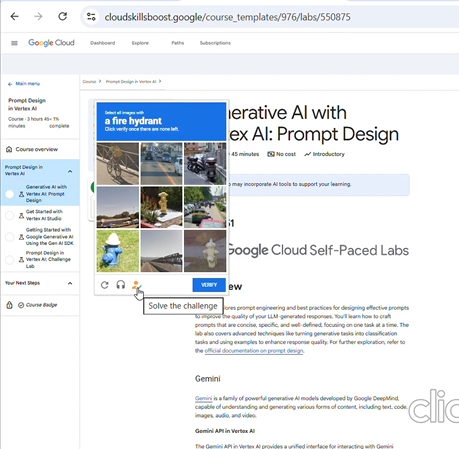 cloudskillsboost.google/course_templates/976/labs/550875
Google Cloud
Dashboard
Explore
Paths
Subscriptions
Main menu
Course
Prompt Design in Vertex AI
Prompt Design
in Vertex AI
Course · 3 hours 45+ 1%
minutes
complete
Course overview
Prompt Design in
Vertex AI
Generative AI with
Vertex AI: Prompt
Design
Get Started with
Vertex AI Studio
Getting Started with
Google Generative AI
Using the Gen AI SDK
Prompt Design in
Vertex AI: Challenge
Lab
Your Next Steps
Course Badge
Select all images with
a fire hydrant
Click verify once there are none left.
VERIFY
Solve the challenge
nerative AI with
tex AI: Prompt Design
45 minutes
No cost
Introductory
may incorporate AI tools to support your learning.
Google Cloud Self-Paced Labs
ores prompt engineering and best practices for designing effective prompts
to improve the quality of your LLM-generated responses. You'll learn how to craft
prompts that are concise, specific, and well-defined, focusing on one task at a time. The
lab also covers advanced techniques like turning generative tasks into classification
tasks and using examples to enhance response quality. For further exploration, refer to
the official documentation on prompt design.
Gemini
Gemini is a family of powerful generative AI models developed by Google DeepMind,
capable of understanding and generating various forms of content, including text, code,
images, audio, and video.
Gemini API in Vertex AI
The Gemini API in Vertex AI provides a unified interface for interacting with Gemini
clic